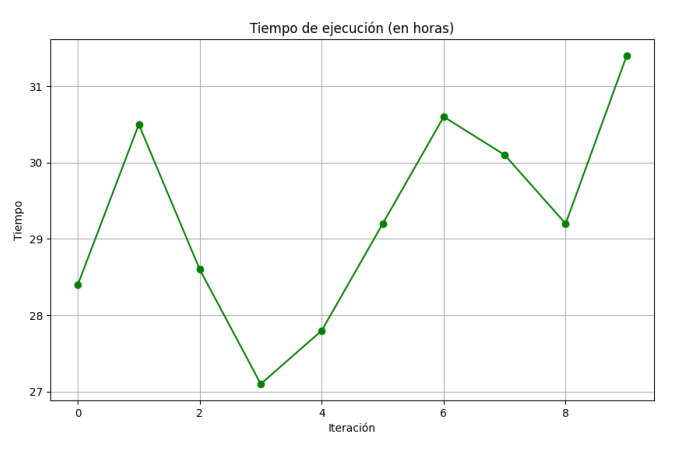 Tiempo de ejecución (en horas)
Tiempo
31
30
29
28
27
0 2 4 6 8
Iteración